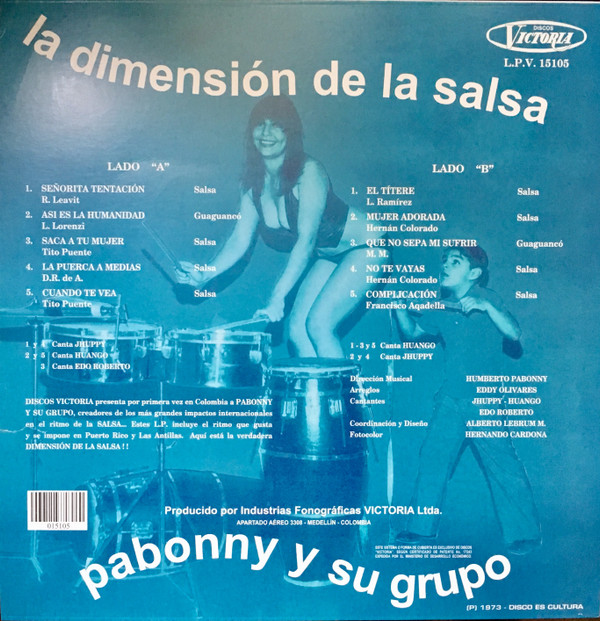 la dimensión de la salsa
DISCOS
VICTORIA
L.P.V. 15105
LADO "A"
1. SEÑORITA TENTACIÓN Salsa
R. Leavit
2. ASI ES LA HUMANIDAD Guaguancó
L. Lorenzi
3. SACA A TU MUJER Salsa
Tito Puente
4. LA PUERCA A MEDIAS Salsa
D.R. de A.
5. CUANDO TE VEA Salsa
Tito Puente
1 y 4 Canta JHUPPY
2 y 5 Canta HUANGO
3 Canta EDO ROBERTO
LADO "B"
1. EL TÍTERE Salsa
L. Ramírez
2. MUJER ADORADA Salsa
Hernán Colorado
3. QUE NO SEPA MI SUFRIR Guaguancó
M. M.
4. NO TE VAYAS Salsa
Hernán Colorado
5. COMPLICACIÓN Salsa
Francisco Aqadella
1 - 3 y 5 Canta HUANGO
2 y 4 Canta JHUPPY
Dirección Musical HUMBERTO PABONNY
Arreglos EDDY OLIVARES
Cantantes JHUPPY - HUANGO
EDO ROBERTO
Coordinación y Diseño ALBERTO LEBRUM M.
Fotocolor HERNANDO CARDONA
DISCOS VICTORIA presenta por primera vez en Colombia a PABONNY
Y SU GRUPO, creadores de los más grandes impactos internacionales
en el ritmo de la SALSA... Estes L.P. incluye el ritmo que gusta
y se impone en Puerto Rico y Las Antillas. Aquí está la verdadera
DIMENSIÓN DE LA SALSA ! !
015105
Producido por Industrias Fonográficas VICTORIA Ltda.
APARTADO AÉREO 3300 - MEDELLÍN - COLOMBIA
pabonny y su grupo
(P) 1973 - DISCO ES CULTURA